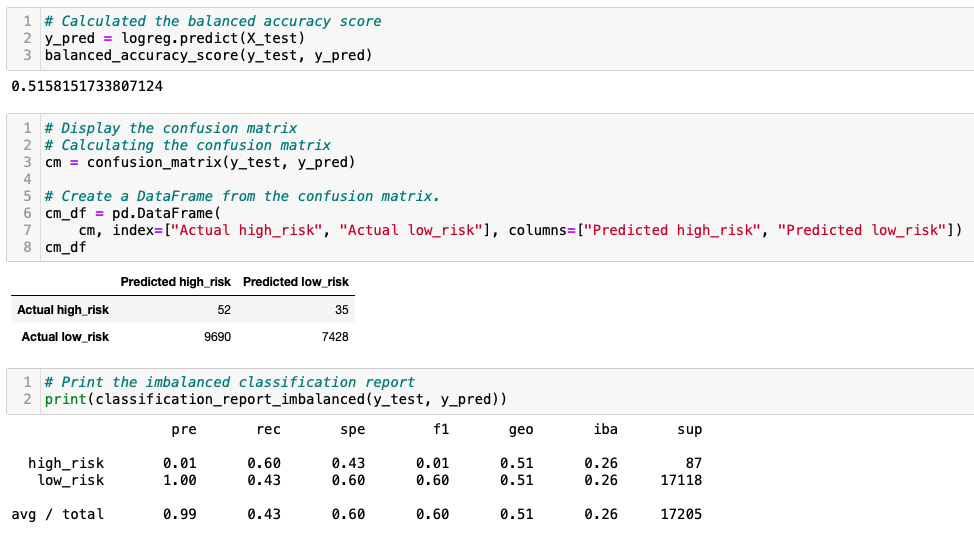 1 # Calculated the balanced accuracy score
2 y_pred = logreg.predict(X_test)
3 balanced_accuracy_score(y_test, y_pred)
0.5158151733807124
1 # Display the confusion matrix
2 # Calculating the confusion matrix
3 cm = confusion_matrix(y_test, y_pred)
4
5 # Create a DataFrame from the confusion matrix.
6 cm_df = pd.DataFrame(
7     cm, index=["Actual high_risk", "Actual low_risk"], columns=["Predicted high_risk", "Predicted low_risk"])
8 cm_df
Predicted high_risk Predicted low_risk
Actual high_risk 52 35
Actual low_risk 9690 7428
1 # Print the imbalanced classification report
2 print(classification_report_imbalanced(y_test, y_pred))
pre rec spe f1 geo iba sup
high_risk 0.01 0.60 0.43 0.01 0.51 0.26 87
low_risk 1.00 0.43 0.60 0.60 0.51 0.26 17118
avg / total 0.99 0.43 0.60 0.60 0.51 0.26 17205